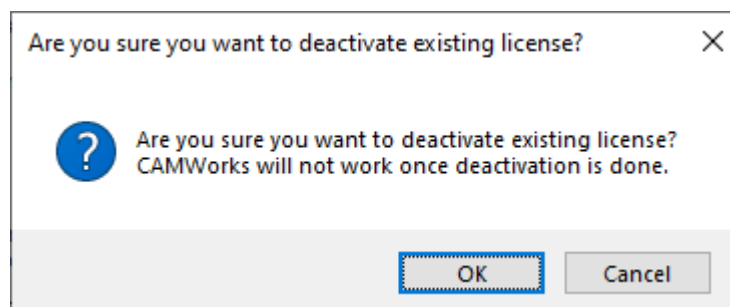 Are you sure you want to deactivate existing license?
Are you sure you want to deactivate existing license?
CAMWorks will not work once deactivation is done.
OK
Cancel